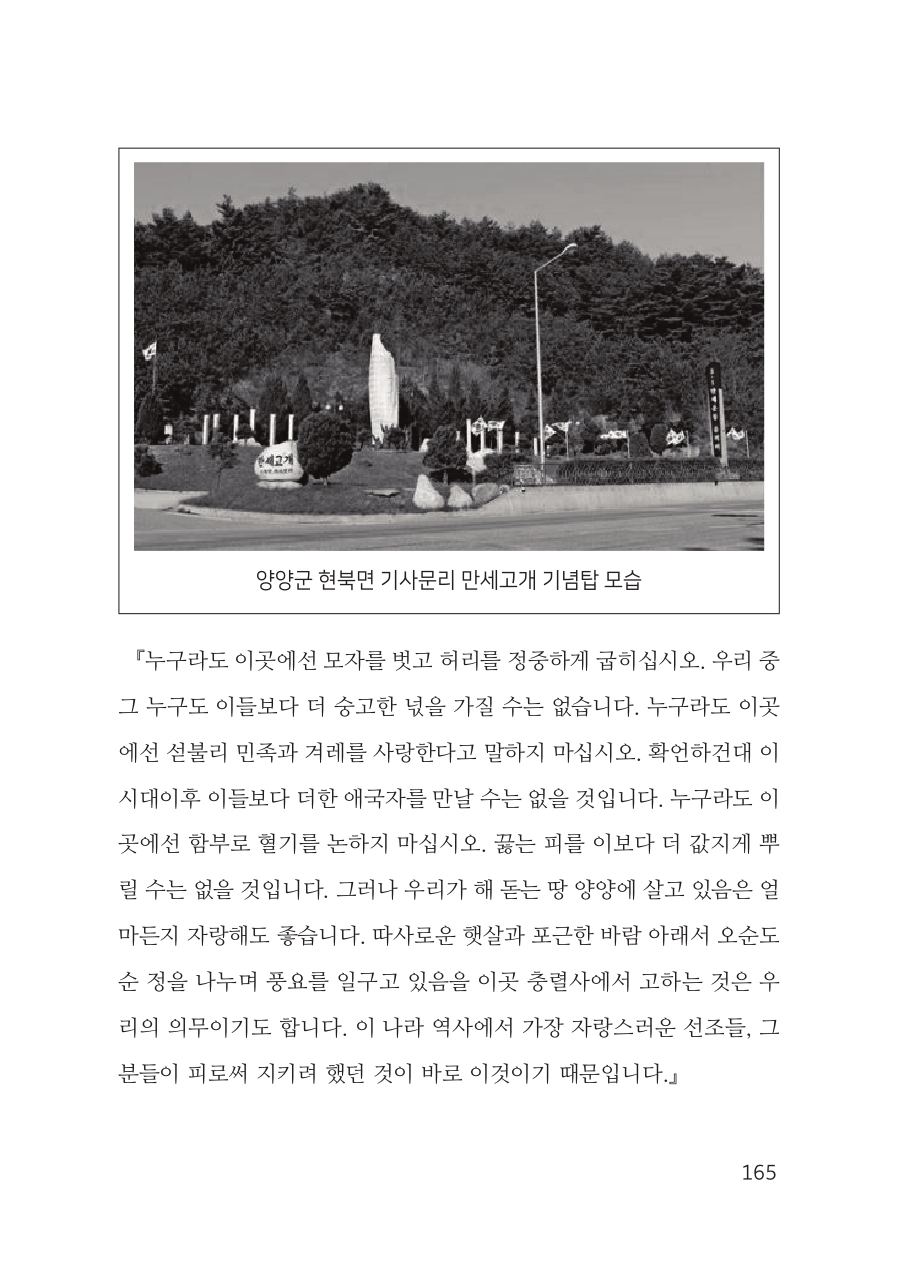 만세고개
양양군 현북면 기사문리 만세고개 기념탑 모습
『누구라도 이곳에선 모자를 벗고 허리를 정중하게 굽히십시오. 우리 중
그 누구도 이들보다 더 숭고한 넋을 가질 수는 없습니다. 누구라도 이곳
에선 섣불리 민족과 겨레를 사랑한다고 말하지 마십시오. 확언하건대 이
시대이후 이들보다 더한 애국자를 만날 수는 없을 것입니다. 누구라도 이
곳에선 함부로 혈기를 논하지 마십시오. 끓는 피를 이보다 더 값지게 뿌
릴 수는 없을 것입니다. 그러나 우리가 해 돋는 땅 양양에 살고 있음은 얼
마든지 자랑해도 좋습니다. 따사로운 햇살과 포근한 바람 아래서 오순도
순 정을 나누며 풍요를 일구고 있음을 이곳 충렬사에서 고하는 것은 우
리의 의무이기도 합니다. 이 나라 역사에서 가장 자랑스러운 선조들, 그
분들이 피로써 지키려 했던 것이 바로 이것이기 때문입니다.』
165